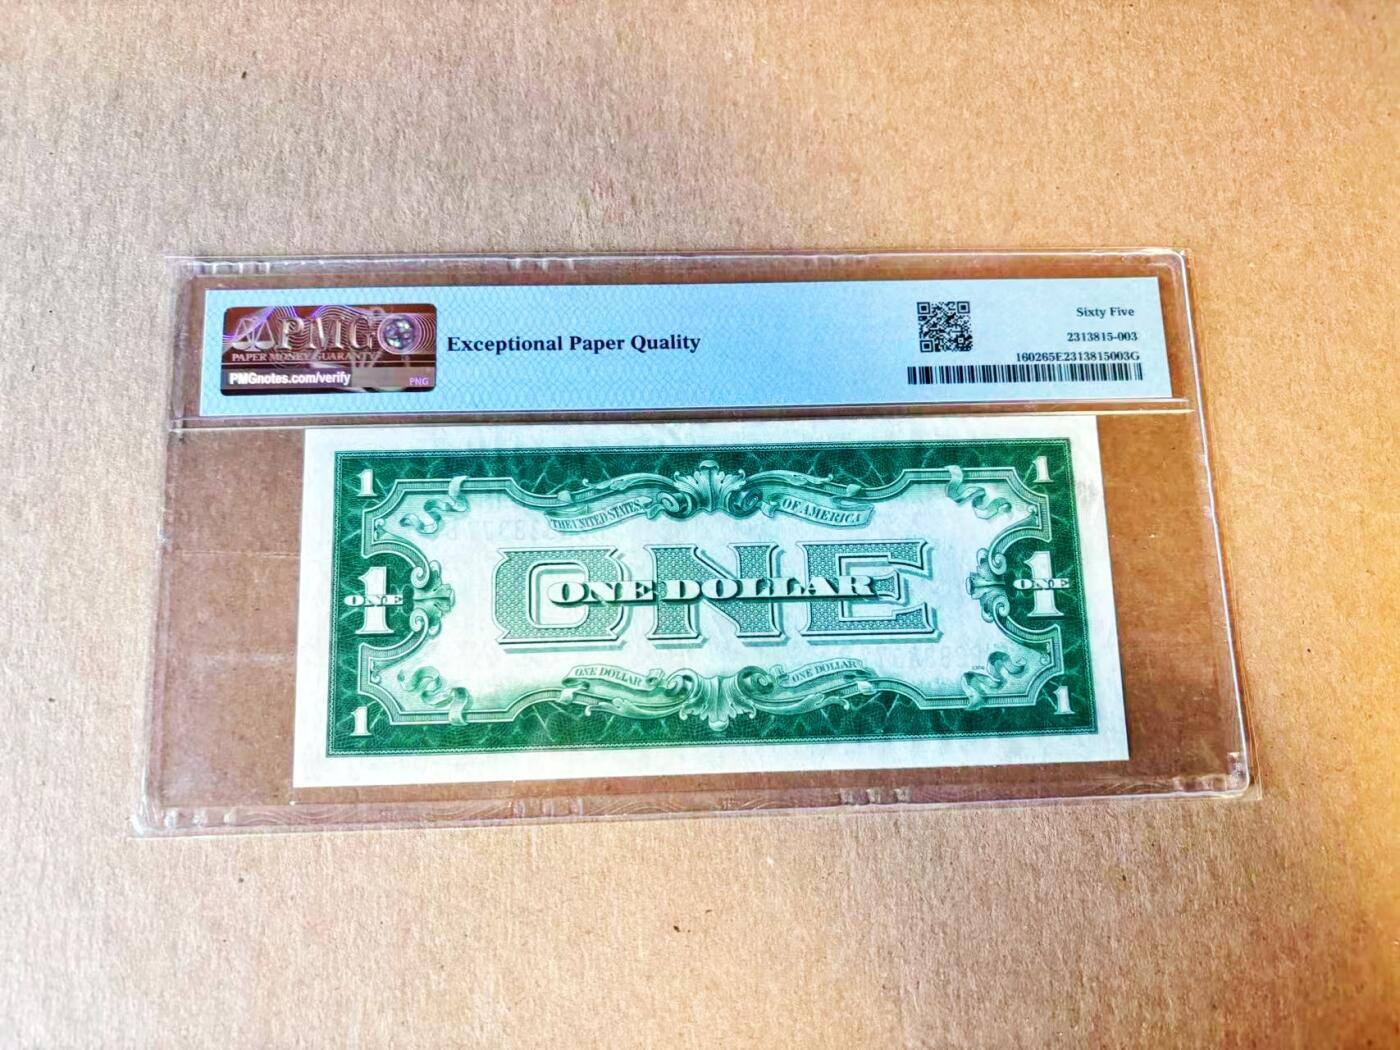 PMG
PAPER MONEY GUARANTY
PMGnotes.com/verify
PNG
Exceptional Paper Quality
Sixty Five
2313815-003
160265E2313815003G
1
1
THE UNITED STATES
OF AMERICA
ONE
ONE DOLLAR
1
ONE
1
ONE
ONE DOLLAR
ONE DOLLAR
1
1